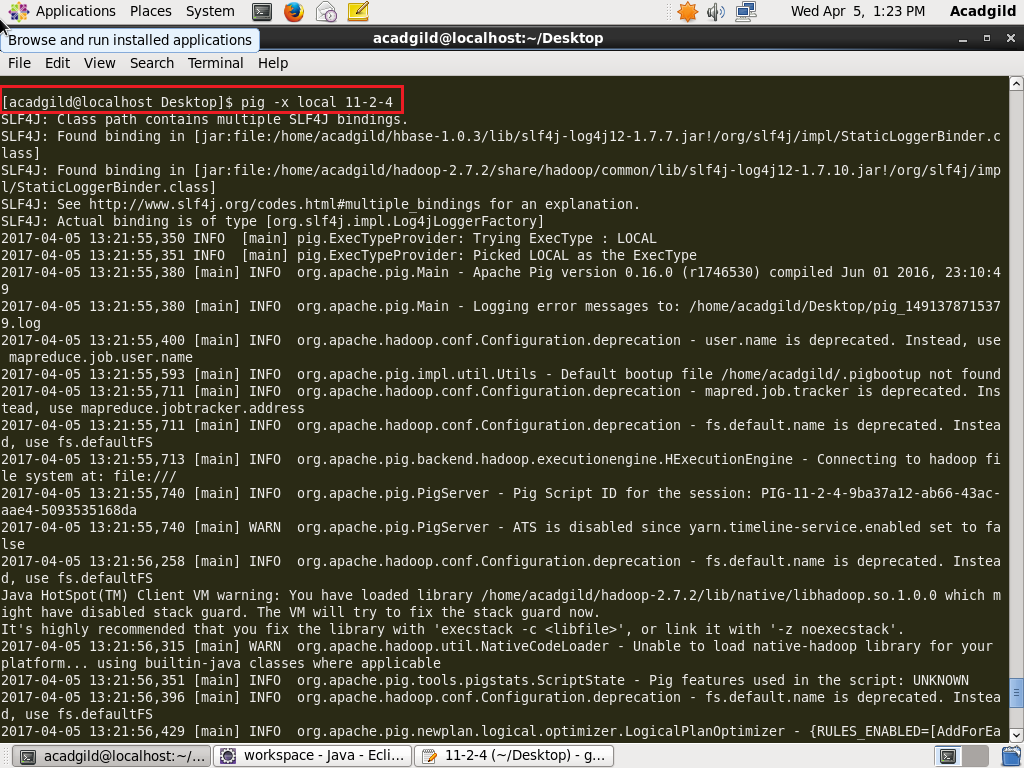 Applications Places System Wed Apr 5, 1:23 PM Acadgild
Browse and run installed applications
acadgild@localhost:~/Desktop
File Edit View Search Terminal Help
[acadgild@localhost Desktop]$ pig -x local 11-2-4
SLF4J: Class path contains multiple SLF4J bindings.
SLF4J: Found binding in [jar:file:/home/acadgild/hbase-1.0.3/lib/slf4j-log4j12-1.7.7.jar!/org/slf4j/impl/StaticLoggerBinder.c
lass]
SLF4J: Found binding in [jar:file:/home/acadgild/hadoop-2.7.2/share/hadoop/common/lib/slf4j-log4j12-1.7.10.jar!/org/slf4j/imp
l/StaticLoggerBinder.class]
SLF4J: See http://www.slf4j.org/codes.html#multiple_bindings for an explanation.
SLF4J: Actual binding is of type [org.slf4j.impl.Log4jLoggerFactory]
2017-04-05 13:21:55,350 INFO  [main] pig.ExecTypeProvider: Trying ExecType : LOCAL
2017-04-05 13:21:55,351 INFO  [main] pig.ExecTypeProvider: Picked LOCAL as the ExecType
2017-04-05 13:21:55,380 [main] INFO  org.apache.pig.Main - Apache Pig version 0.16.0 (r1746530) compiled Jun 01 2016, 23:10:4
9
2017-04-05 13:21:55,380 [main] INFO  org.apache.pig.Main - Logging error messages to: /home/acadgild/Desktop/pig_149137871537
9.log
2017-04-05 13:21:55,400 [main] INFO  org.apache.hadoop.conf.Configuration.deprecation - user.name is deprecated. Instead, use
 mapreduce.job.user.name
2017-04-05 13:21:55,593 [main] INFO  org.apache.pig.impl.util.Utils - Default bootup file /home/acadgild/.pigbootup not found
2017-04-05 13:21:55,711 [main] INFO  org.apache.hadoop.conf.Configuration.deprecation - mapred.job.tracker is deprecated. Ins
tead, use mapreduce.jobtracker.address
2017-04-05 13:21:55,711 [main] INFO  org.apache.hadoop.conf.Configuration.deprecation - fs.default.name is deprecated. Instea
d, use fs.defaultFS
2017-04-05 13:21:55,713 [main] INFO  org.apache.pig.backend.hadoop.executionengine.HExecutionEngine - Connecting to hadoop fi
le system at: file:///
2017-04-05 13:21:55,740 [main] INFO  org.apache.pig.PigServer - Pig Script ID for the session: PIG-11-2-4-9ba37a12-ab66-43ac-
aae4-5093535168da
2017-04-05 13:21:55,740 [main] WARN  org.apache.pig.PigServer - ATS is disabled since yarn.timeline-service.enabled set to fa
lse
2017-04-05 13:21:56,258 [main] INFO  org.apache.hadoop.conf.Configuration.deprecation - fs.default.name is deprecated. Instea
d, use fs.defaultFS
Java HotSpot(TM) Client VM warning: You have loaded library /home/acadgild/hadoop-2.7.2/lib/native/libhadoop.so.1.0.0 which m
ight have disabled stack guard. The VM will try to fix the stack guard now.
It's highly recommended that you fix the library with 'execstack -c <libfile>', or link it with '-z noexecstack'.
2017-04-05 13:21:56,315 [main] WARN  org.apache.hadoop.util.NativeCodeLoader - Unable to load native-hadoop library for your
platform... using builtin-java classes where applicable
2017-04-05 13:21:56,351 [main] INFO  org.apache.pig.tools.pigstats.ScriptState - Pig features used in the script: UNKNOWN
2017-04-05 13:21:56,396 [main] INFO  org.apache.hadoop.conf.Configuration.deprecation - fs.default.name is deprecated. Instea
d, use fs.defaultFS
2017-04-05 13:21:56,429 [main] INFO  org.apache.pig.newplan.logical.optimizer.LogicalPlanOptimizer - {RULES_ENABLED=[AddForEa
acadgild@localhost:~/... workspace - Java - Ecli... 11-2-4 (~/Desktop) - g...